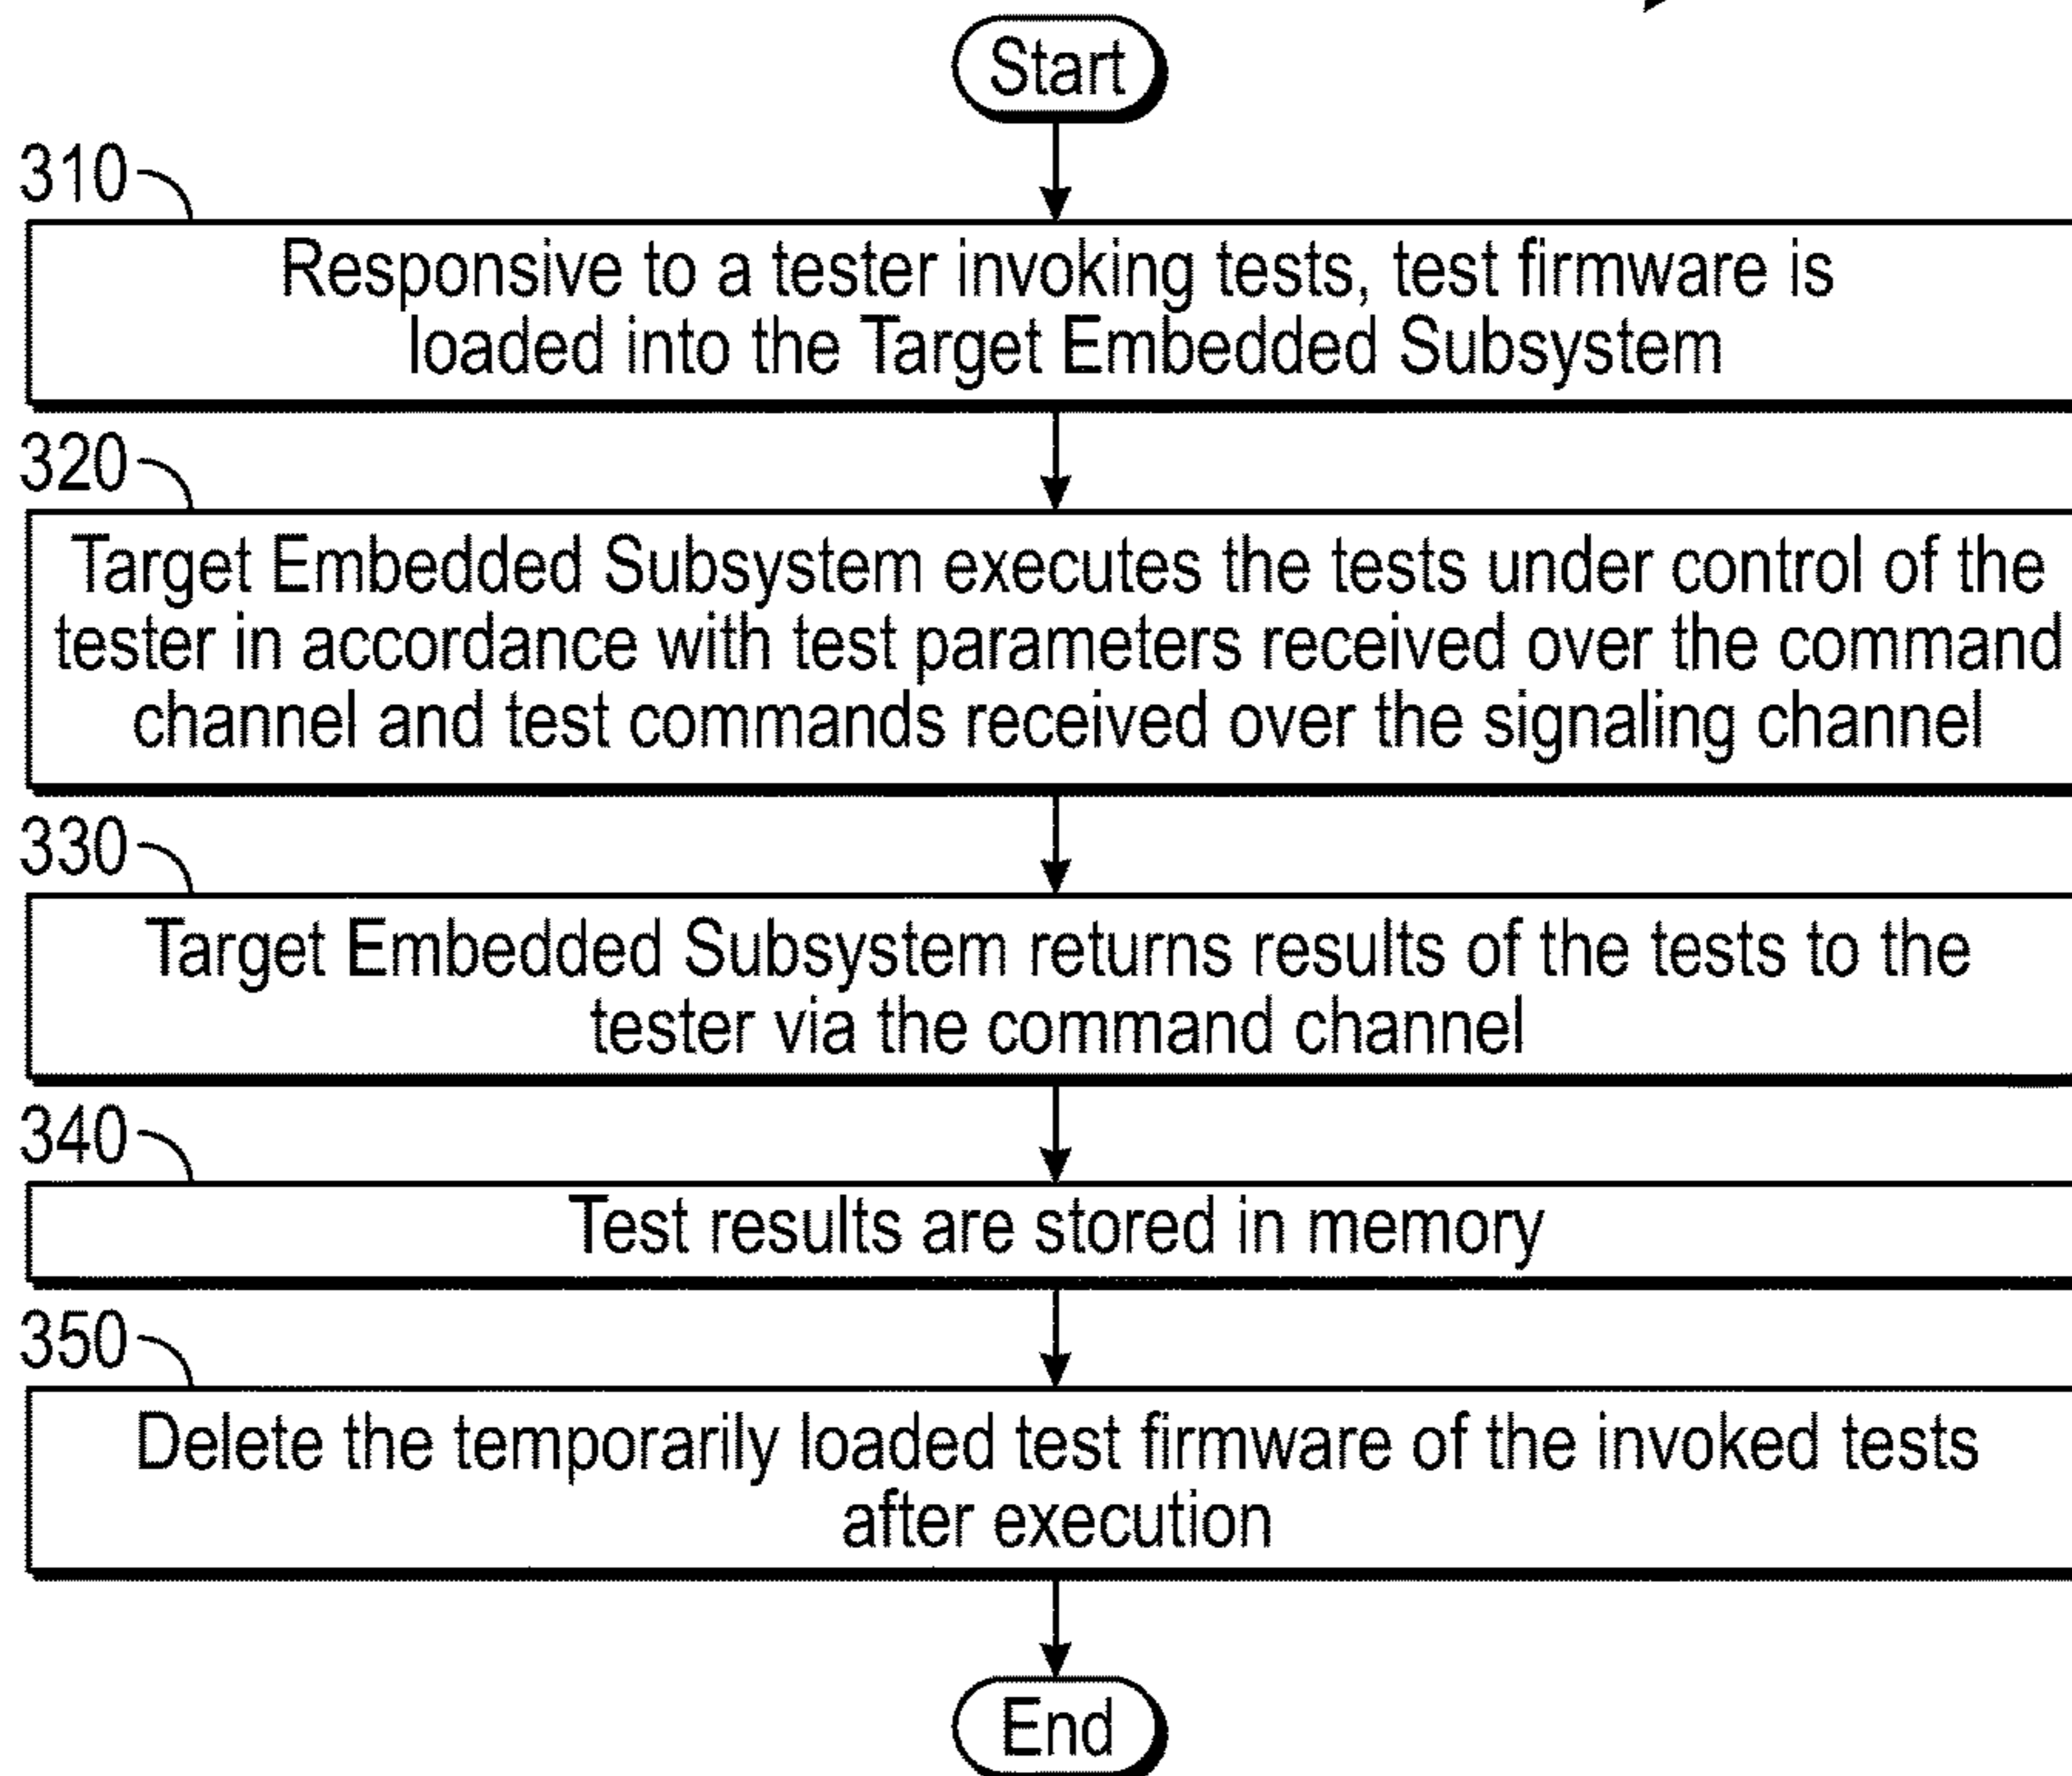 Start
310
Responsive to a tester invoking tests, test firmware is
loaded into the Target Embedded Subsystem
320
Target Embedded Subsystem executes the tests under control of the
tester in accordance with test parameters received over the command
channel and test commands received over the signaling channel
330
Target Embedded Subsystem returns results of the tests to the
tester via the command channel
340
Test results are stored in memory
350
Delete the temporarily loaded test firmware of the invoked tests
after execution
End